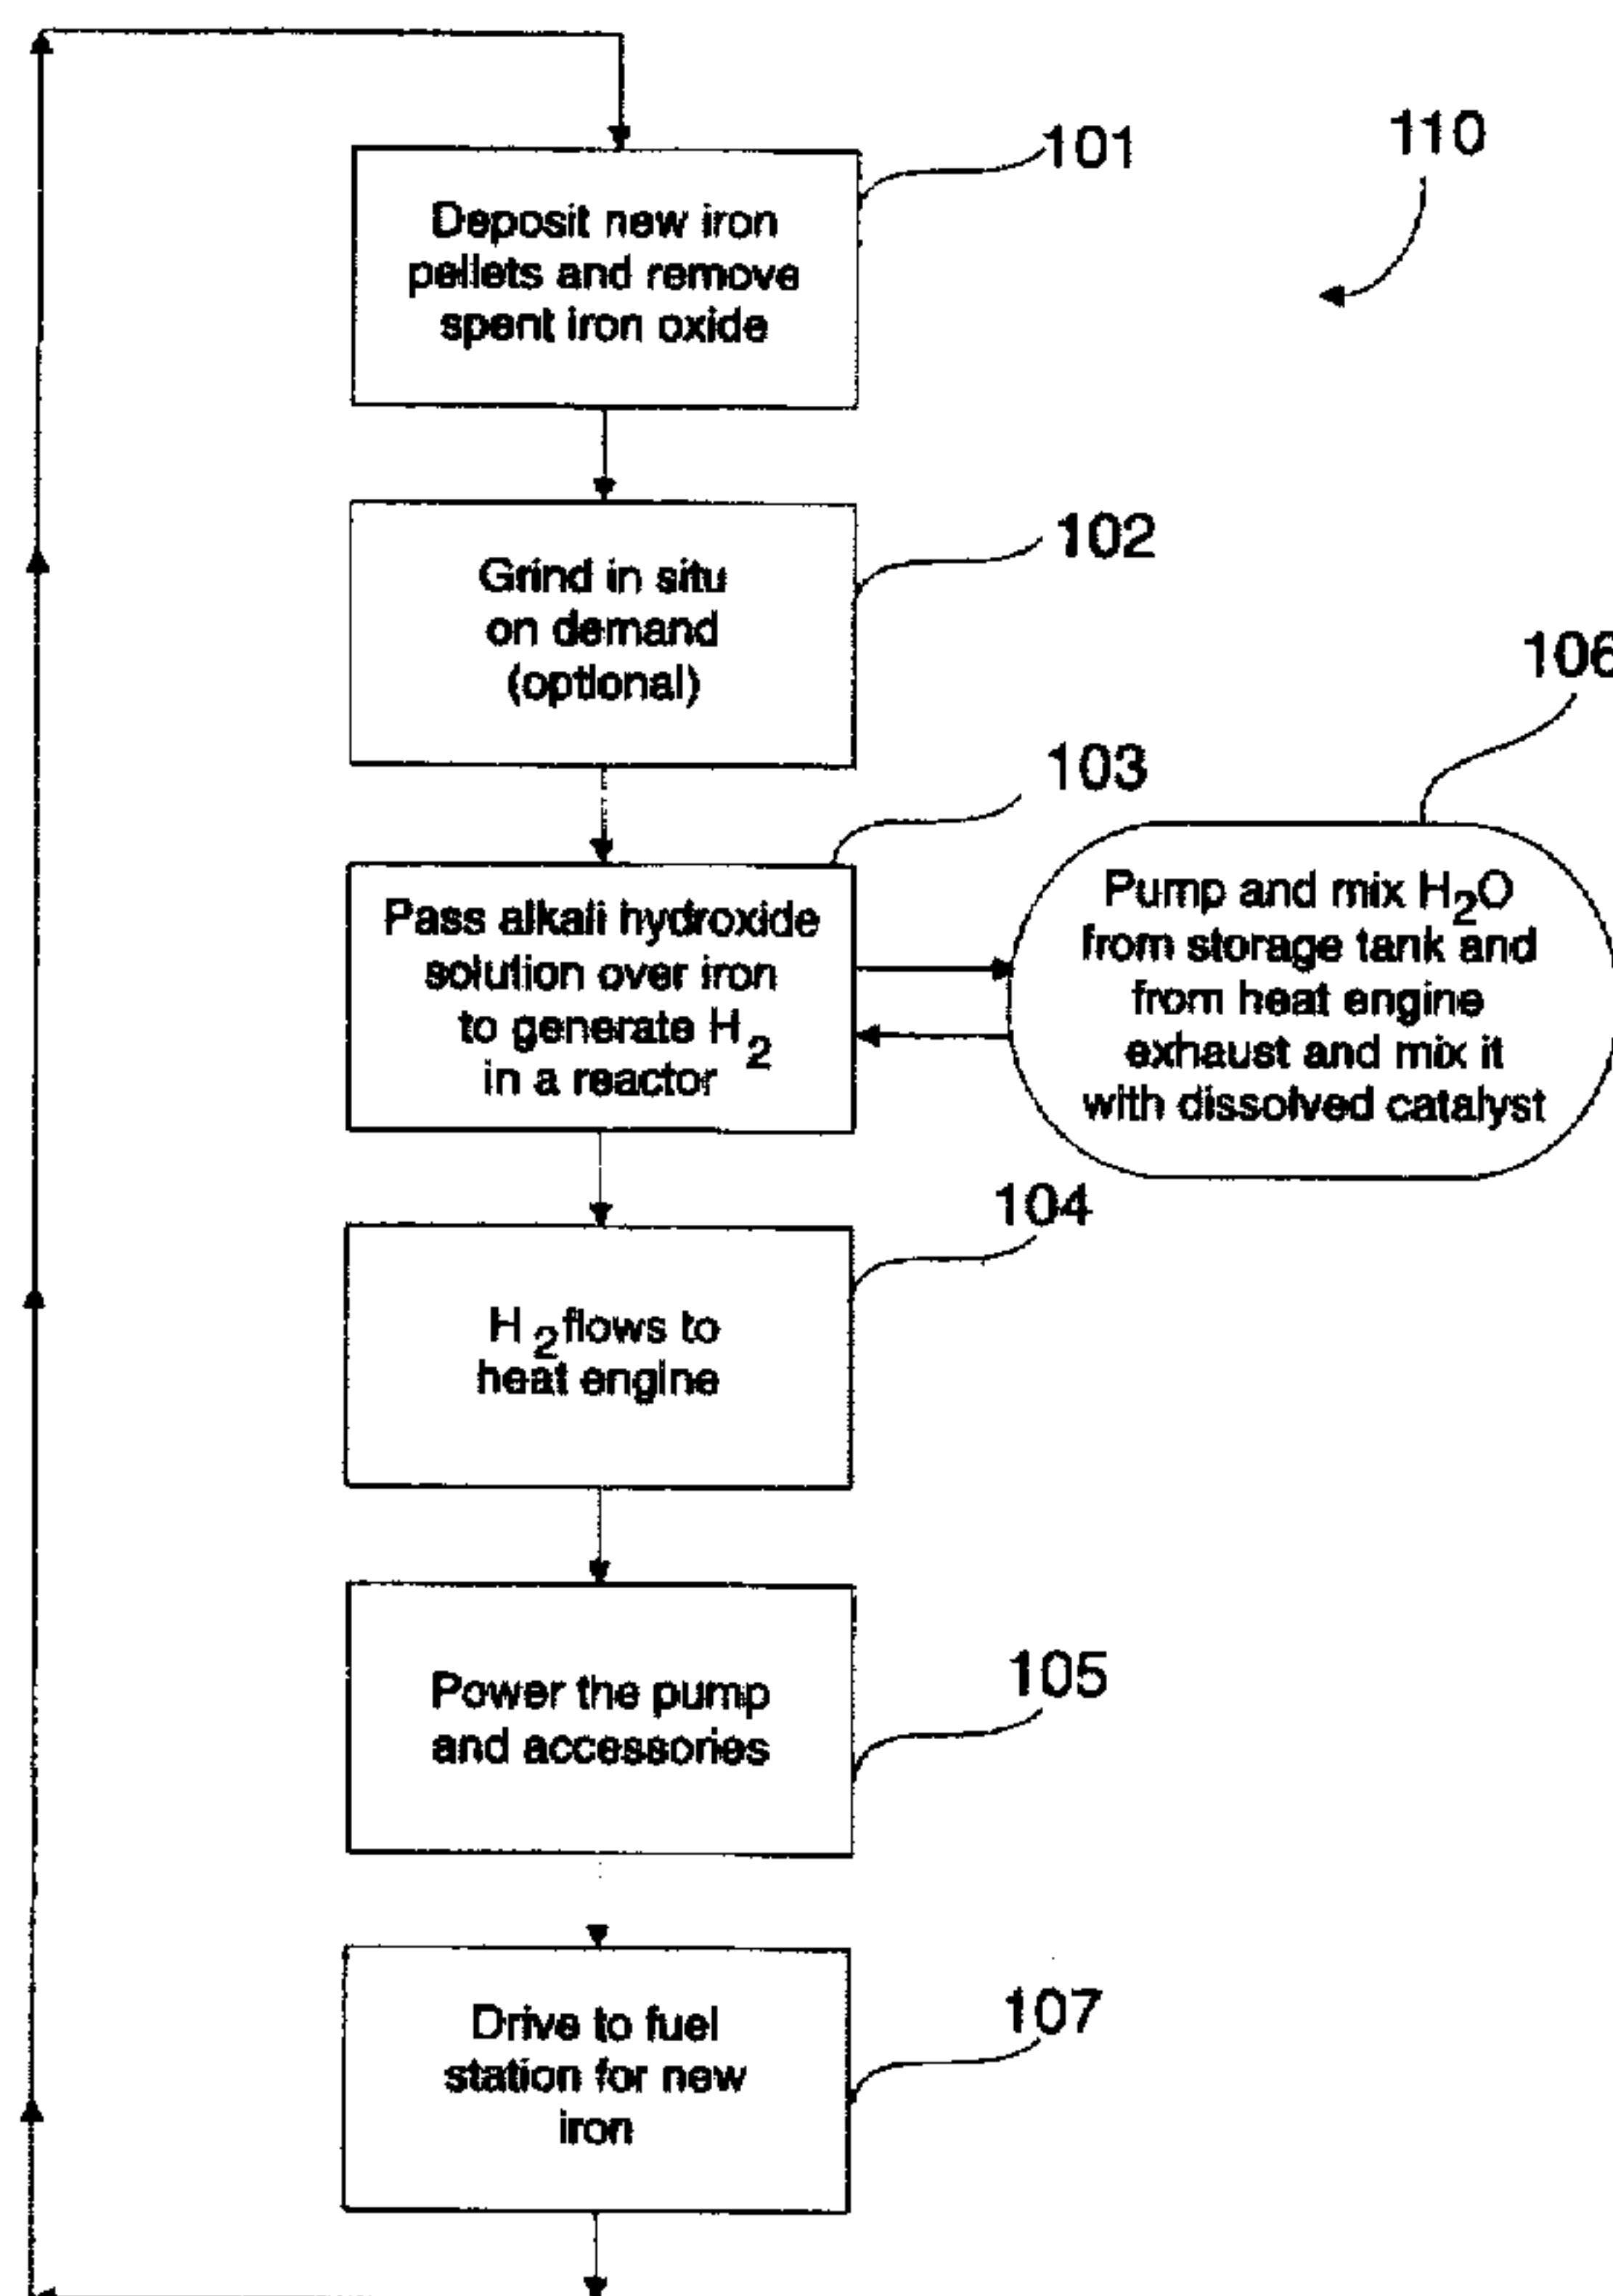 101
110
Deposit new iron
pellets and remove
spent iron oxide
102
Grind in situ
on demand
(optional)
106
103
Pass alkali hydroxide
solution over iron
to generate H2
in a reactor
Pump and mix H2O
from storage tank and
from heat engine
exhaust and mix it
with dissolved catalyst
104
H2 flows to
heat engine
105
Power the pump
and accessories
107
Drive to fuel
station for new
iron